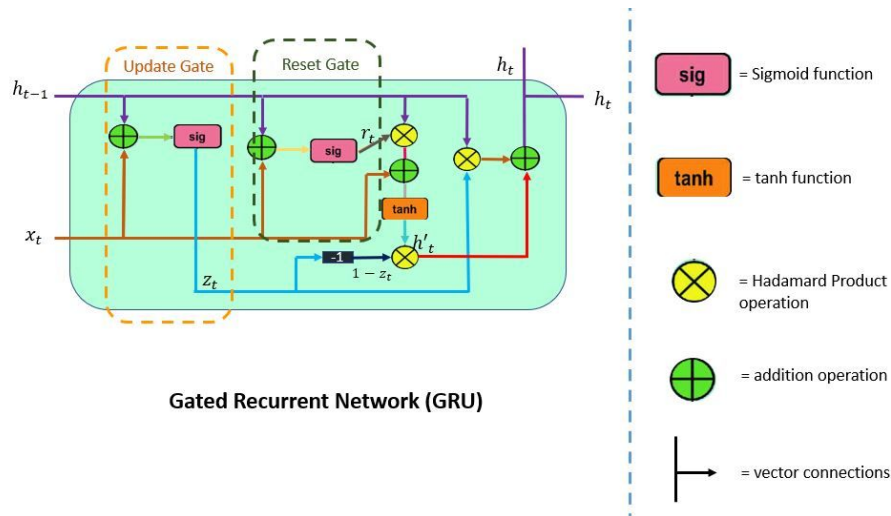 Update Gate
Reset Gate
h_{t-1}
h_t
h_t
sig
sig
r_t
tanh
x_t
h'_t
-1
1 − z_t
z_t
Gated Recurrent Network (GRU)
sig = Sigmoid function
tanh = tanh function
= Hadamard Product
operation
= addition operation
= vector connections